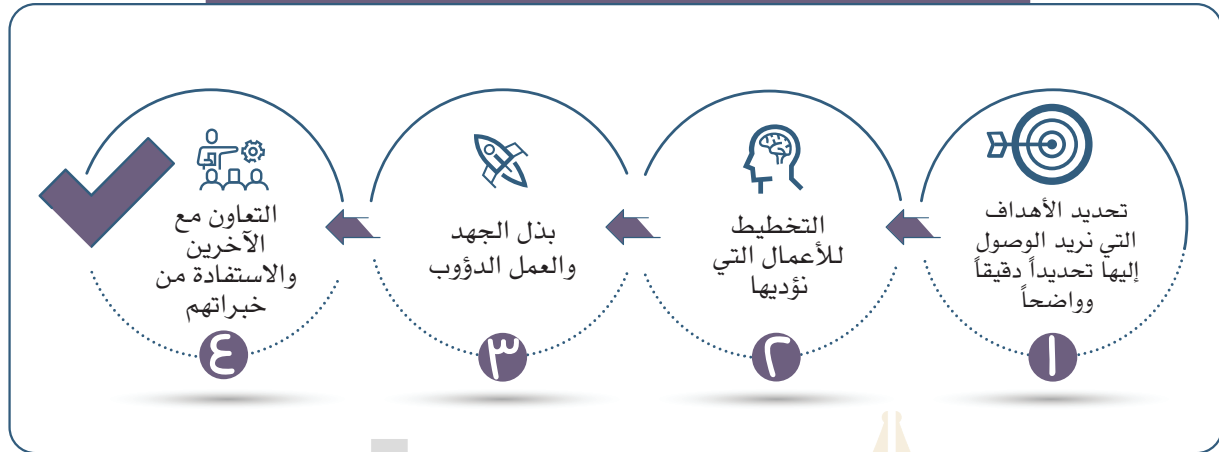 تحديد الأهداف
التي نريد الوصول
إليها تحديداً دقيقاً
وواضحاً
١
التخطيط
للأعمال التي
نؤديها
٢
بذل الجهد
والعمل الدؤوب
٣
التعاون مع
الآخرين
والاستفادة من
خبراتهم
٤